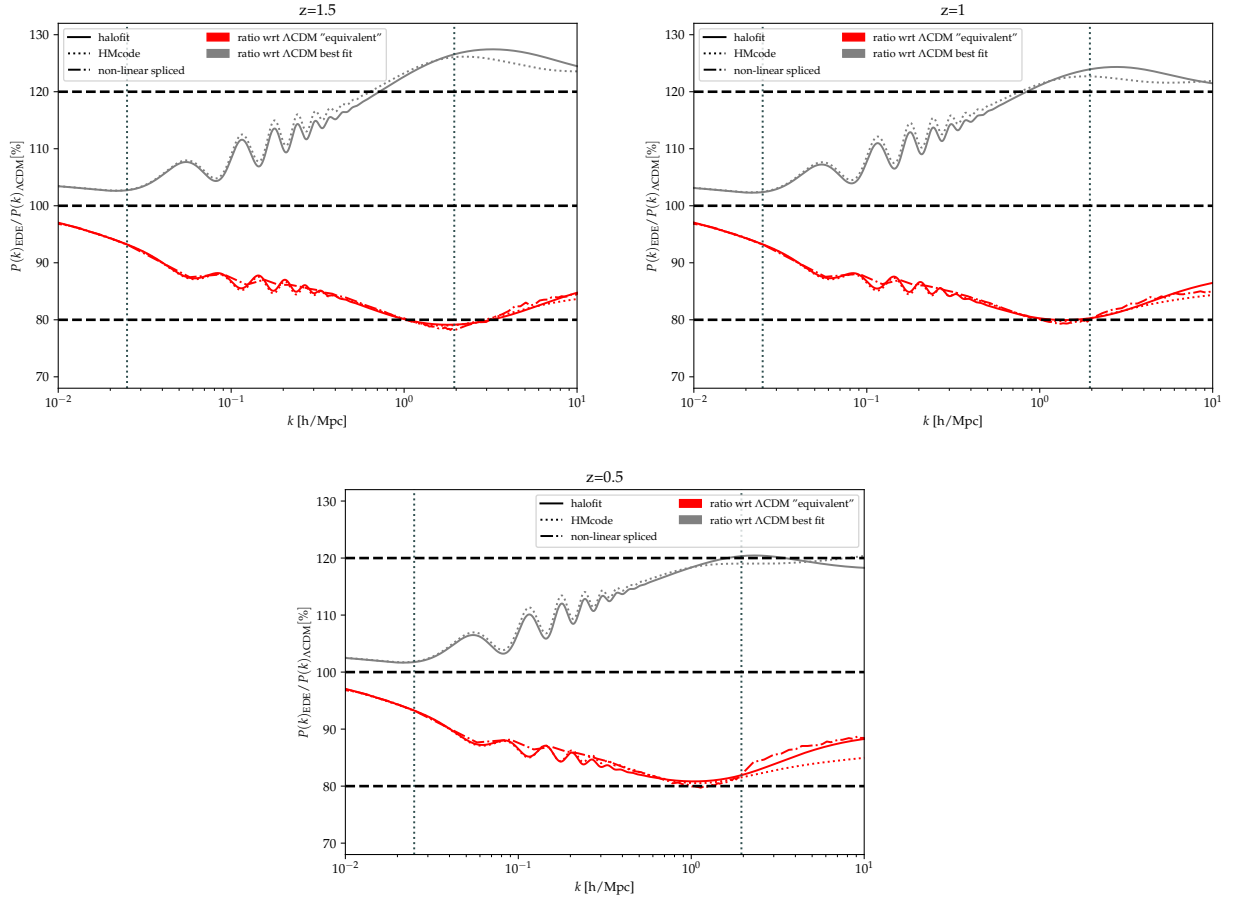 z=1.5
halofit
HMcode
non-linear spliced
ratio wrt ΛCDM "equivalent"
ratio wrt ΛCDM best fit
130
120
110
100
90
80
70
P(k)EDE / P(k)ΛCDM [%]
10⁻² 10⁻¹ 10⁰ 10¹
k [h/Mpc]
z=1
halofit
HMcode
non-linear spliced
ratio wrt ΛCDM "equivalent"
ratio wrt ΛCDM best fit
130
120
110
100
90
80
70
P(k)EDE / P(k)ΛCDM [%]
10⁻² 10⁻¹ 10⁰ 10¹
k [h/Mpc]
z=0.5
halofit
HMcode
non-linear spliced
ratio wrt ΛCDM "equivalent"
ratio wrt ΛCDM best fit
130
120
110
100
90
80
70
P(k)EDE / P(k)ΛCDM [%]
10⁻² 10⁻¹ 10⁰ 10¹
k [h/Mpc]